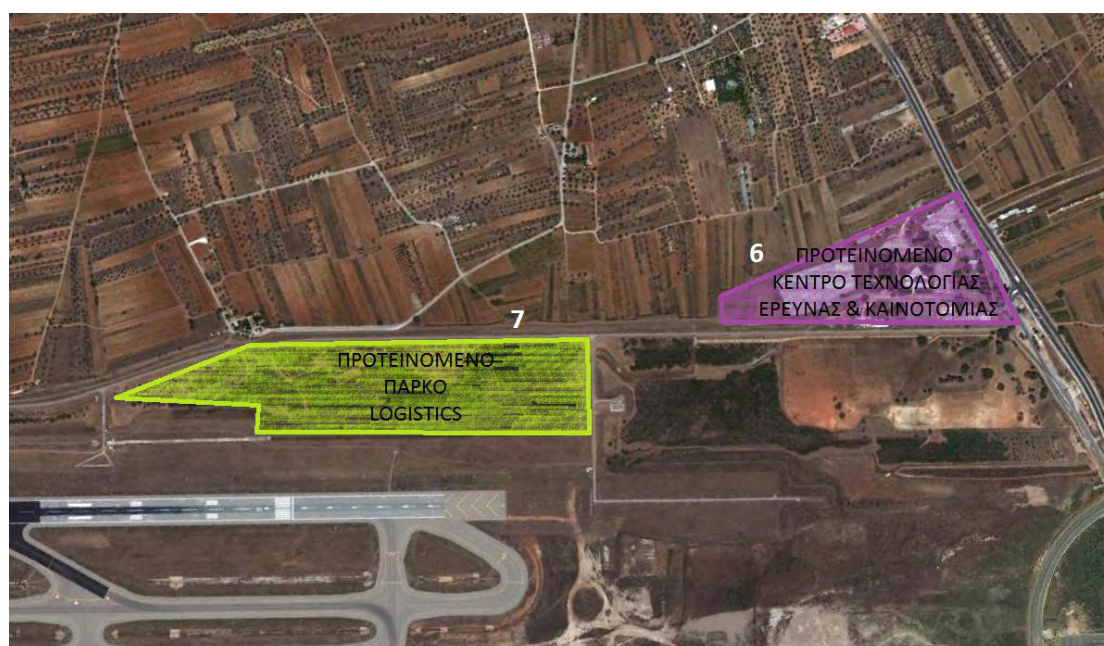 6
ΠΡΟΤΕΙΝΟΜΕΝΟ
ΚΕΝΤΡΟ ΤΕΧΝΟΛΟΓΙΑΣ
ΕΡΕΥΝΑΣ & ΚΑΙΝΟΤΟΜΙΑΣ
7
ΠΡΟΤΕΙΝΟΜΕΝΟ
ΠΑΡΚΟ
LOGISTICS